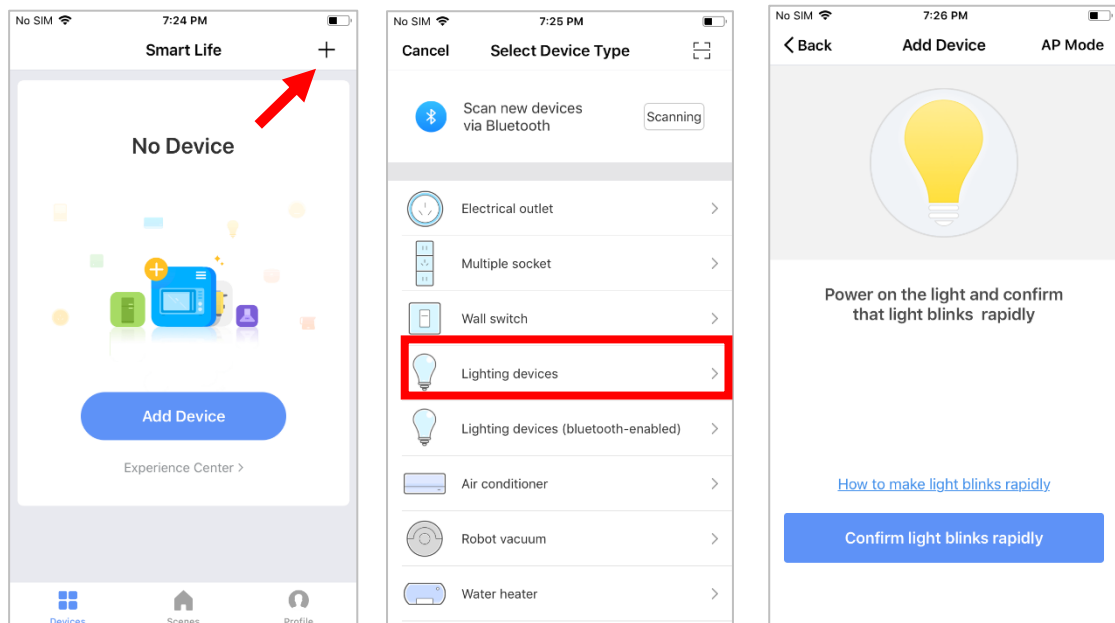 No SIM 7:24 PM
Smart Life +
No Device
Add Device
Experience Center >
Devices Scenes Profile
No SIM 7:25 PM
Cancel Select Device Type
Scan new devices
via Bluetooth
Scanning
Electrical outlet
Multiple socket
Wall switch
Lighting devices
Lighting devices (bluetooth-enabled)
Air conditioner
Robot vacuum
Water heater
No SIM 7:26 PM
Back Add Device AP Mode
Power on the light and confirm
that light blinks rapidly
How to make light blinks rapidly
Confirm light blinks rapidly